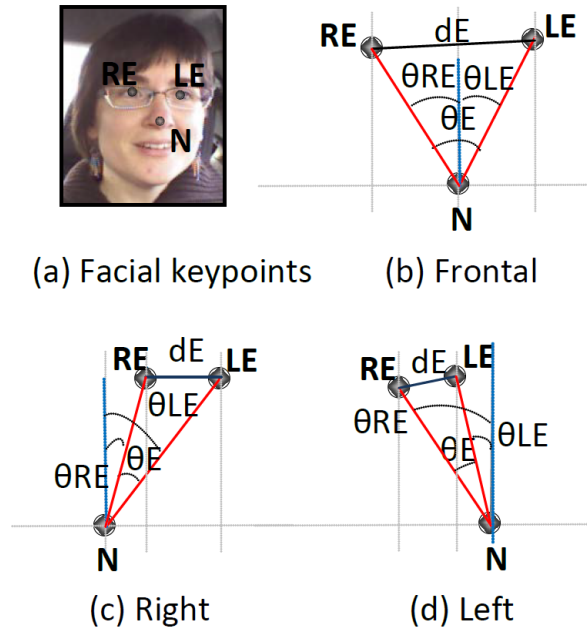 RE LE
N
(a) Facial keypoints
RE dE LE
θRE θLE
θE
N
(b) Frontal
RE dE LE
θLE
θE
θRE
N
(c) Right
RE dE LE
θRE
θE θLE
N
(d) Left